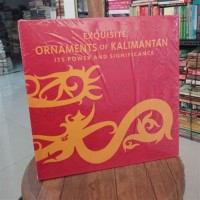 EXQUISITE
ORNAMENTS OF KALIMANTAN
ITS POWER AND SIGNIFICANCE